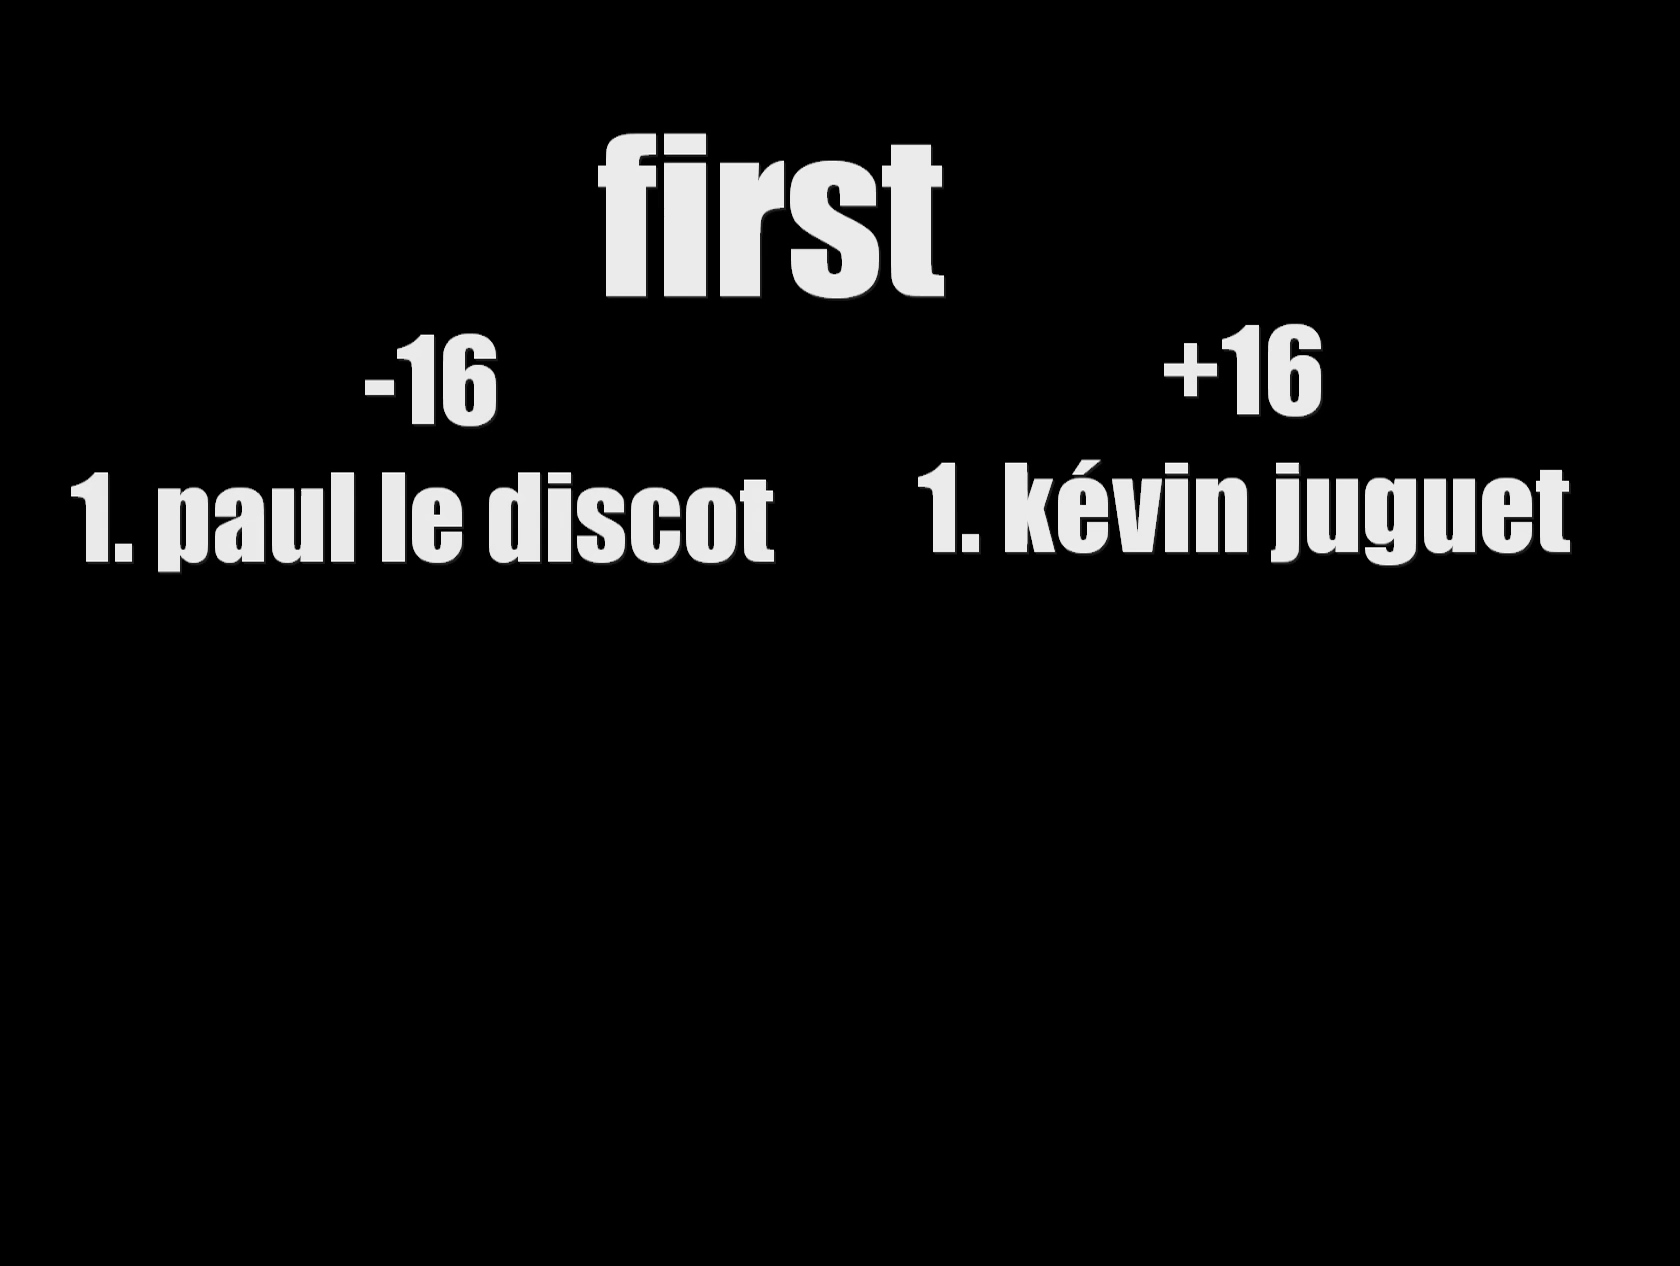 first
-16
1. paul le discot
+16
1. kévin juguet